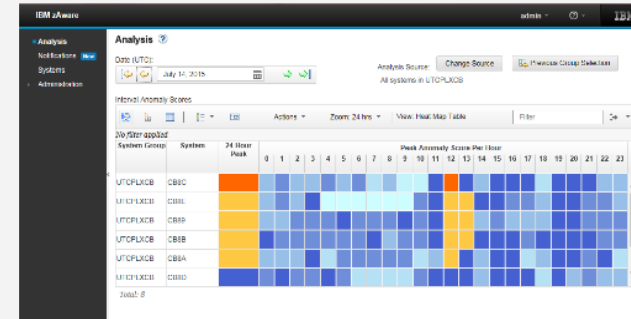 IBM zAware
admin
IBM
Analysis
Notifications New
Systems
Administration
Analysis
Date (UTC):
July 14, 2015
Analysis Source:
Change Source
Previous Group Selection
All systems in UTCPLXCB
Interval Anomaly Scores
Actions
Zoom: 24 hrs
View: Heat Map Table
Filter
No filter applied
System Group System 24 Hour Peak Peak Anomaly Score Per Hour
0 1 2 3 4 5 6 7 8 9 10 11 12 13 14 15 16 17 18 19 20 21 22 23
UTCPLXCB CB8C
UTCPLXCB CB8E
UTCPLXCB CB89
UTCPLXCB CB8B
UTCPLXCB CB8A
UTCPLXCB CB8D